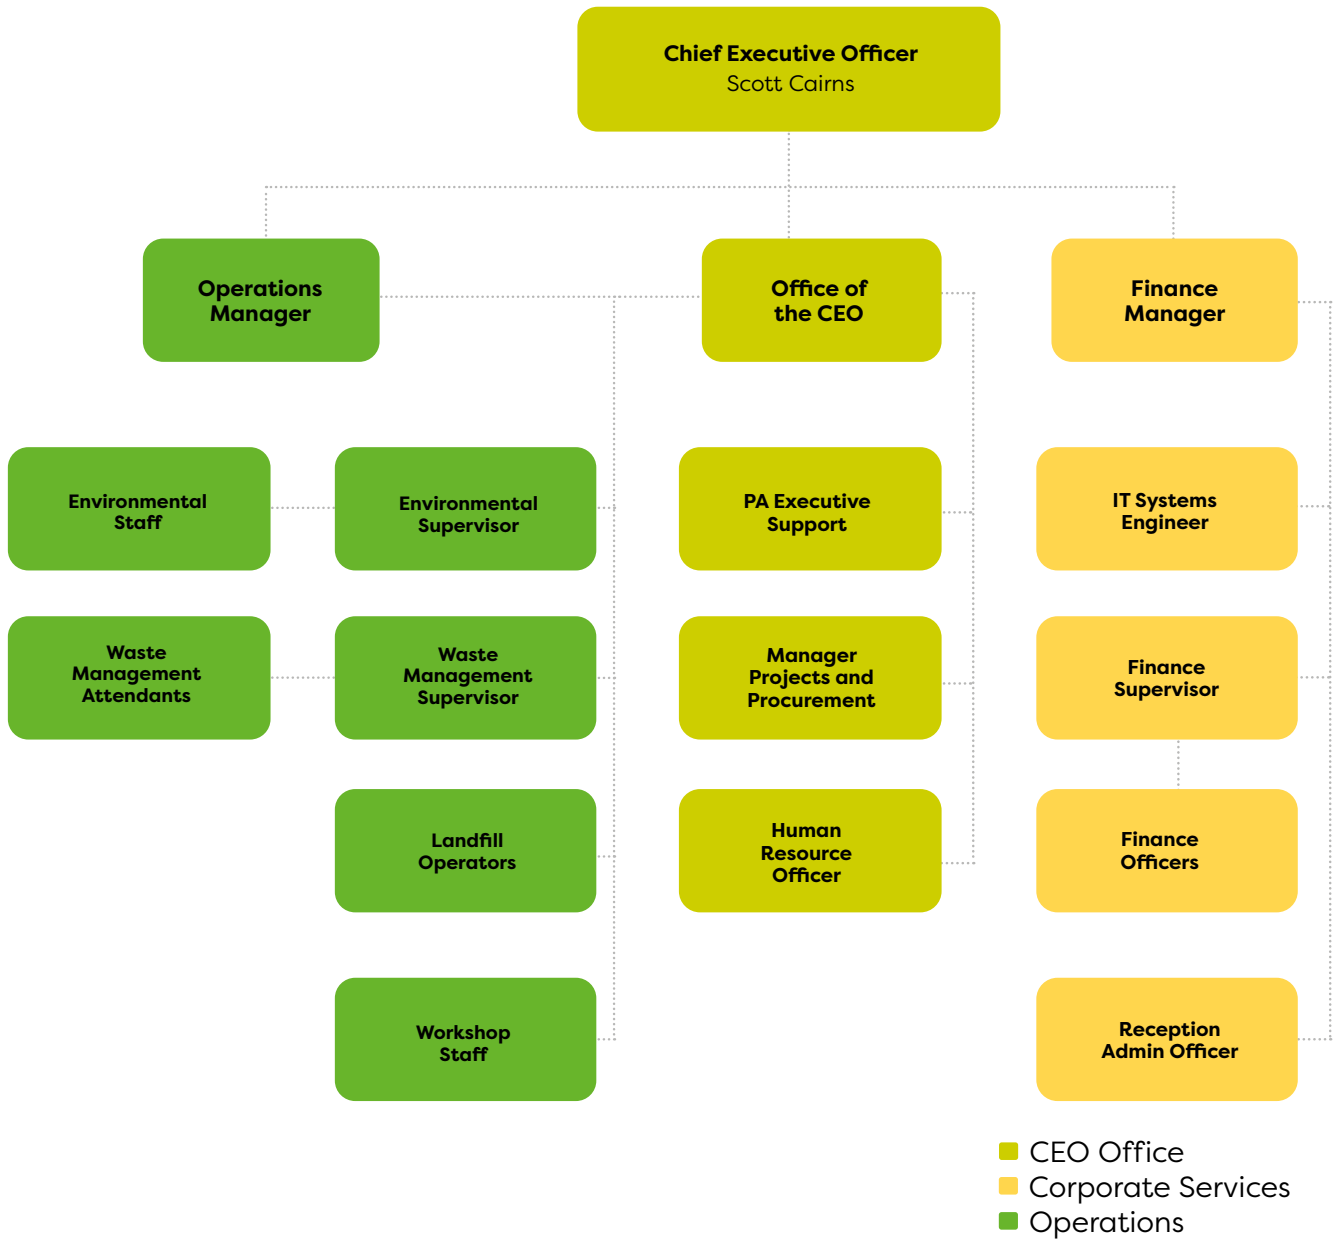 Chief Executive Officer
Scott Cairns
Operations
Manager
Office of
the CEO
Finance
Manager
Environmental
Staff
Environmental
Supervisor
PA Executive
Support
IT Systems
Engineer
Waste
Management
Attendants
Waste
Management
Supervisor
Manager
Projects and
Procurement
Finance
Supervisor
Landfill
Operators
Human
Resource
Officer
Finance
Officers
Workshop
Staff
Reception
Admin Officer
CEO Office
Corporate Services
Operations